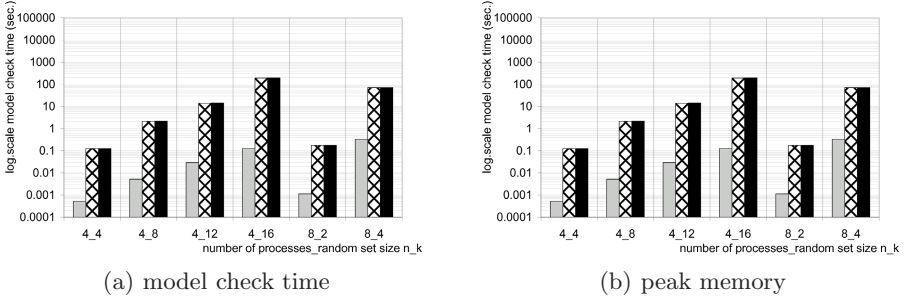 log.scale model check time (sec.)
100000
10000
1000
100
10
1
0.1
0.01
0.001
0.0001
4_4 4_8 4_12 4_16 8_2 8_4
number of processes_random set size n_k
(a) model check time
log.scale model check time (sec.)
100000
10000
1000
100
10
1
0.1
0.01
0.001
0.0001
4_4 4_8 4_12 4_16 8_2 8_4
number of processes_random set size n_k
(b) peak memory